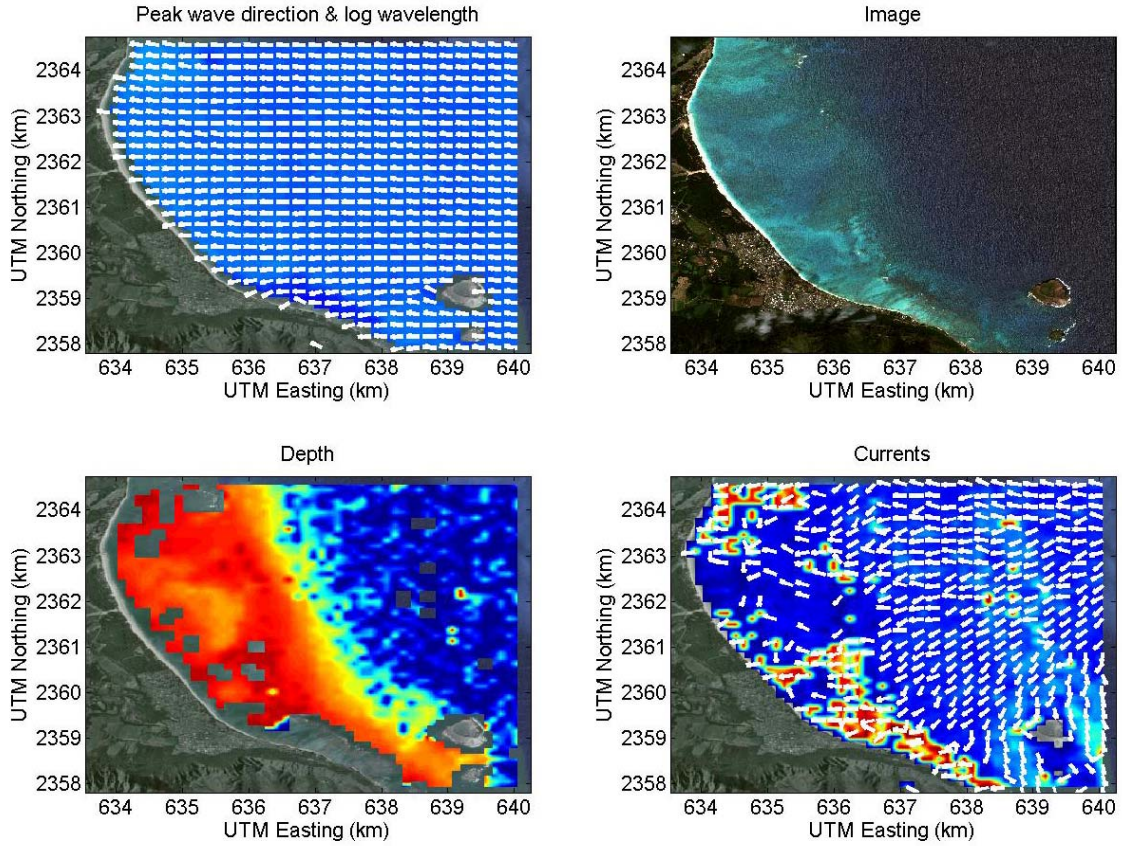 Peak wave direction & log wavelength
UTM Northing (km)
2364
2363
2362
2361
2360
2359
2358
634 635 636 637 638 639 640
UTM Easting (km)
Image
UTM Northing (km)
2364
2363
2362
2361
2360
2359
2358
634 635 636 637 638 639 640
UTM Easting (km)
Depth
UTM Northing (km)
2364
2363
2362
2361
2360
2359
2358
634 635 636 637 638 639 640
UTM Easting (km)
Currents
UTM Northing (km)
2364
2363
2362
2361
2360
2359
2358
634 635 636 637 638 639 640
UTM Easting (km)